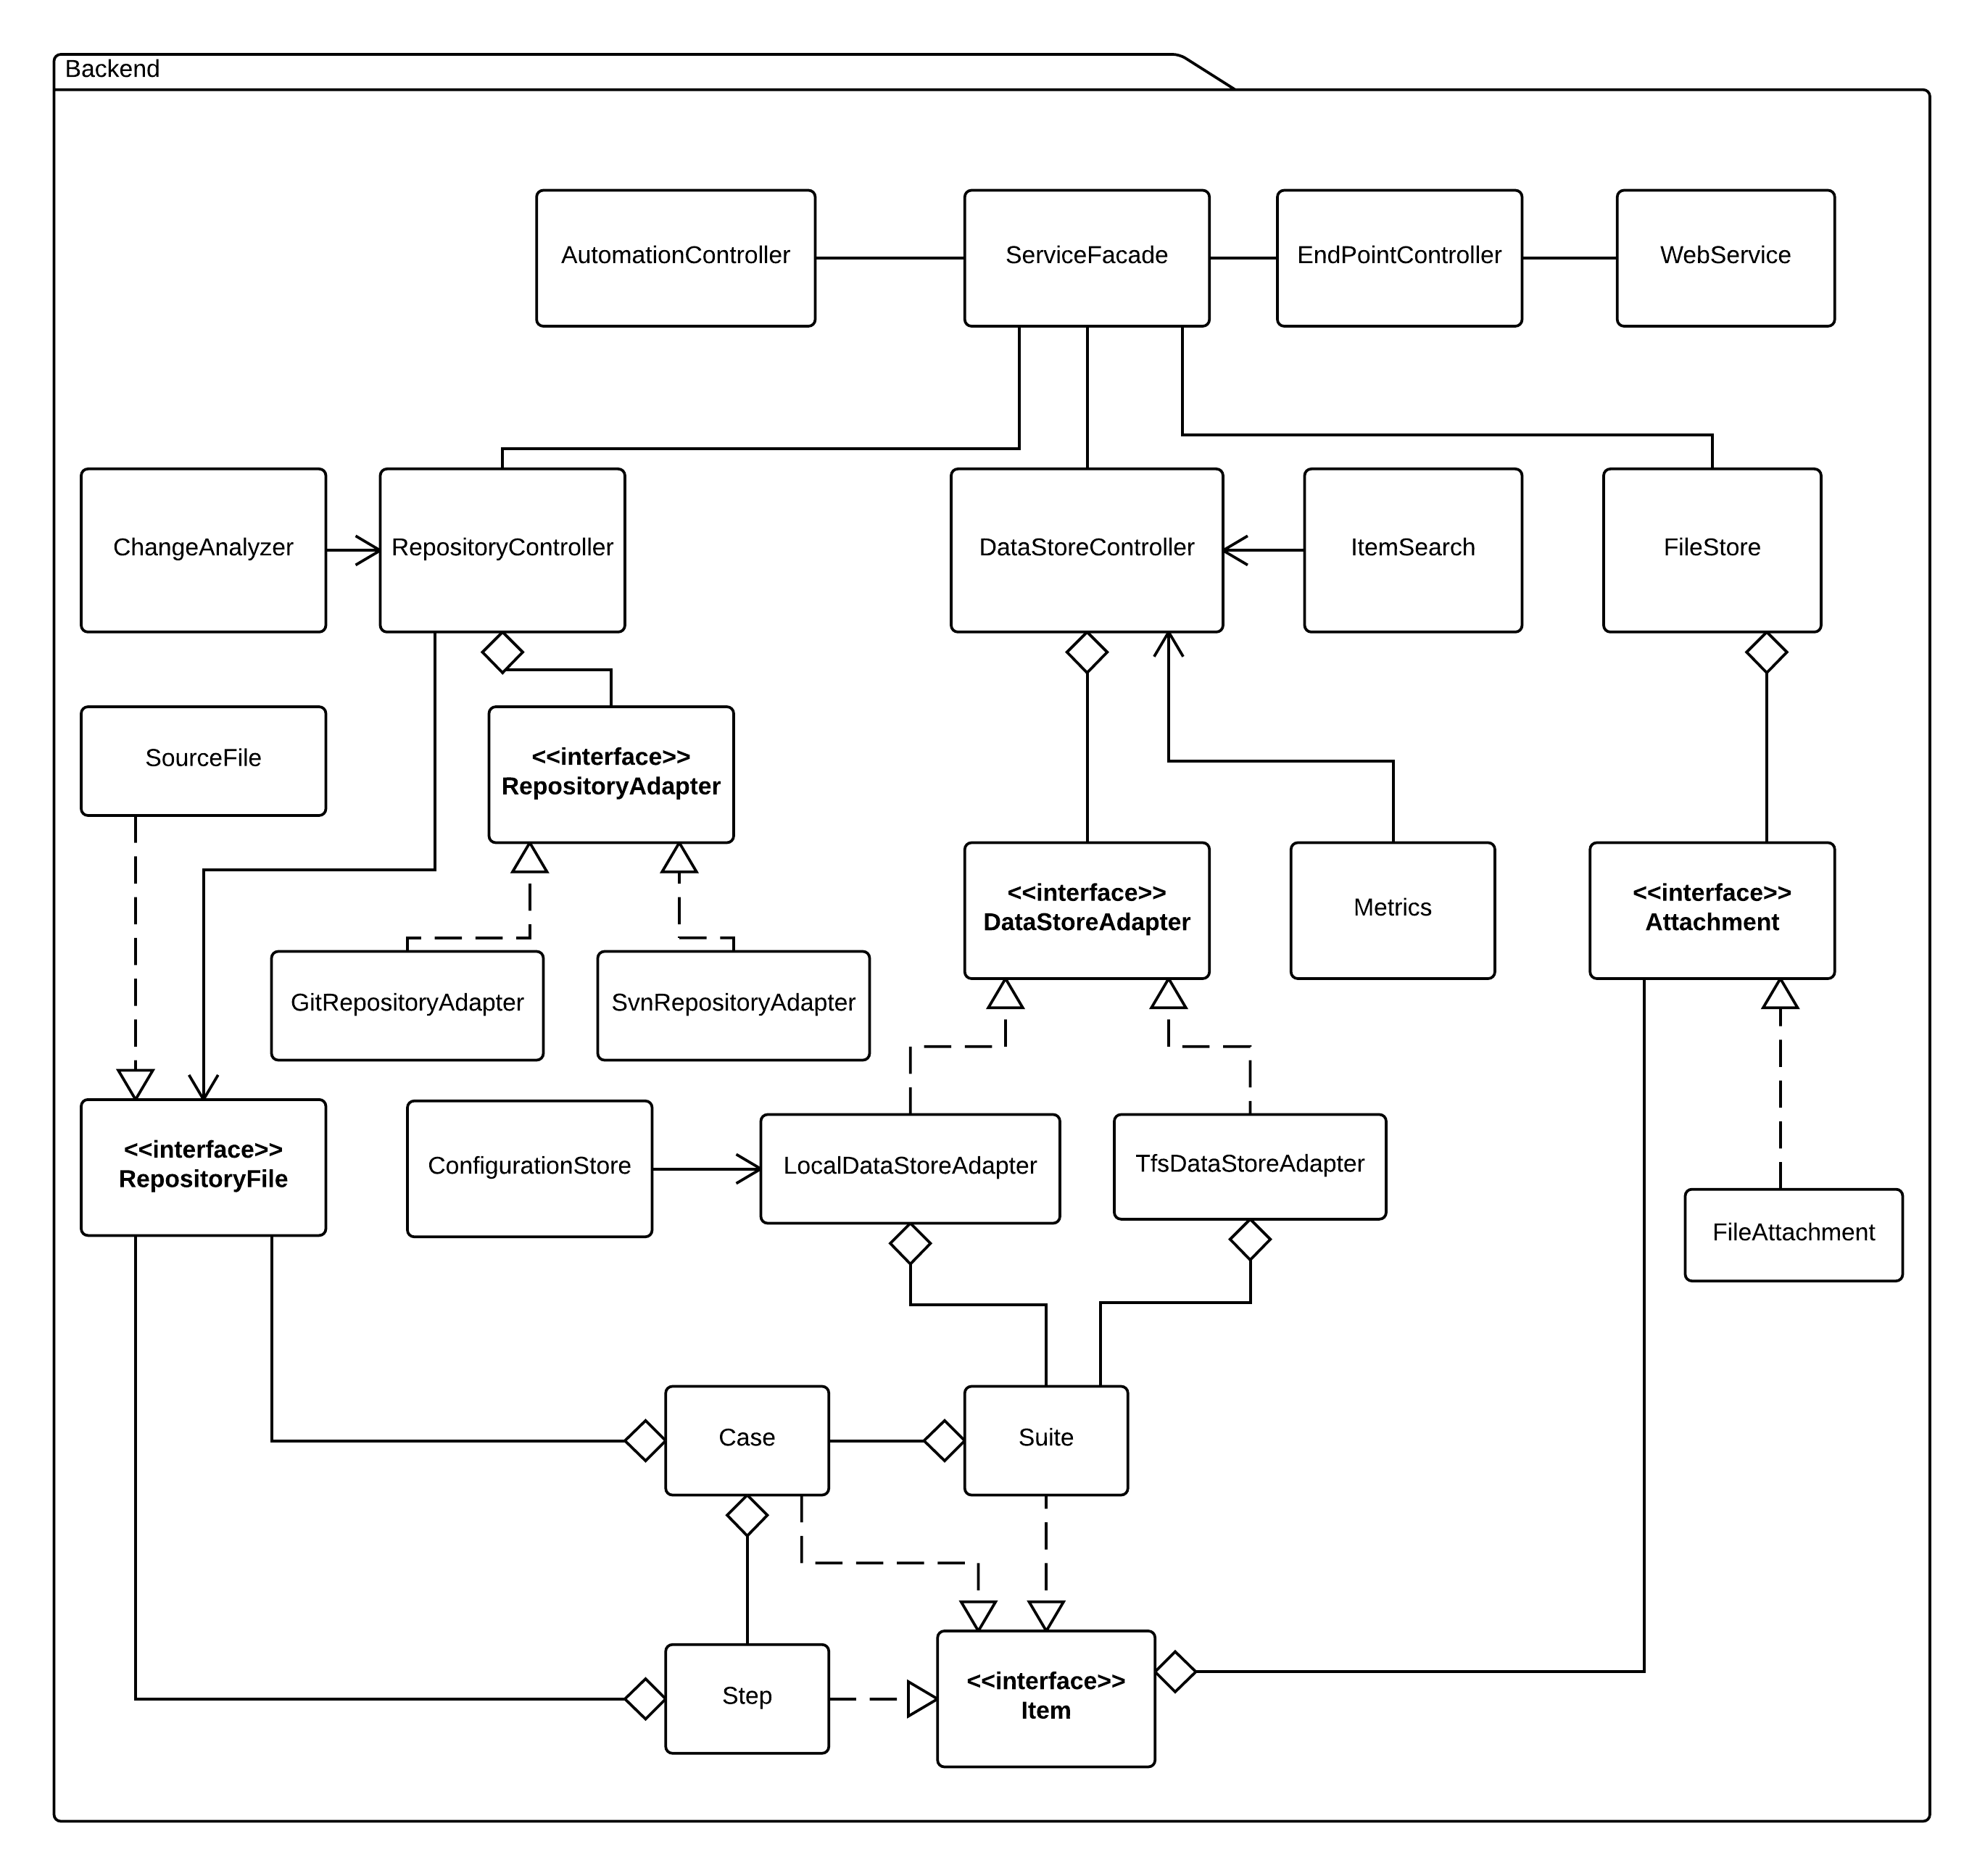 Backend
AutomationController
ServiceFacade
EndPointController
WebService
ChangeAnalyzer
RepositoryController
DataStoreController
ItemSearch
FileStore
SourceFile
<<interface>>
RepositoryAdapter
<<interface>>
DataStoreAdapter
Metrics
<<interface>>
Attachment
GitRepositoryAdapter
SvnRepositoryAdapter
<<interface>>
RepositoryFile
ConfigurationStore
LocalDataStoreAdapter
TfsDataStoreAdapter
FileAttachment
Case
Suite
Step
<<interface>>
Item